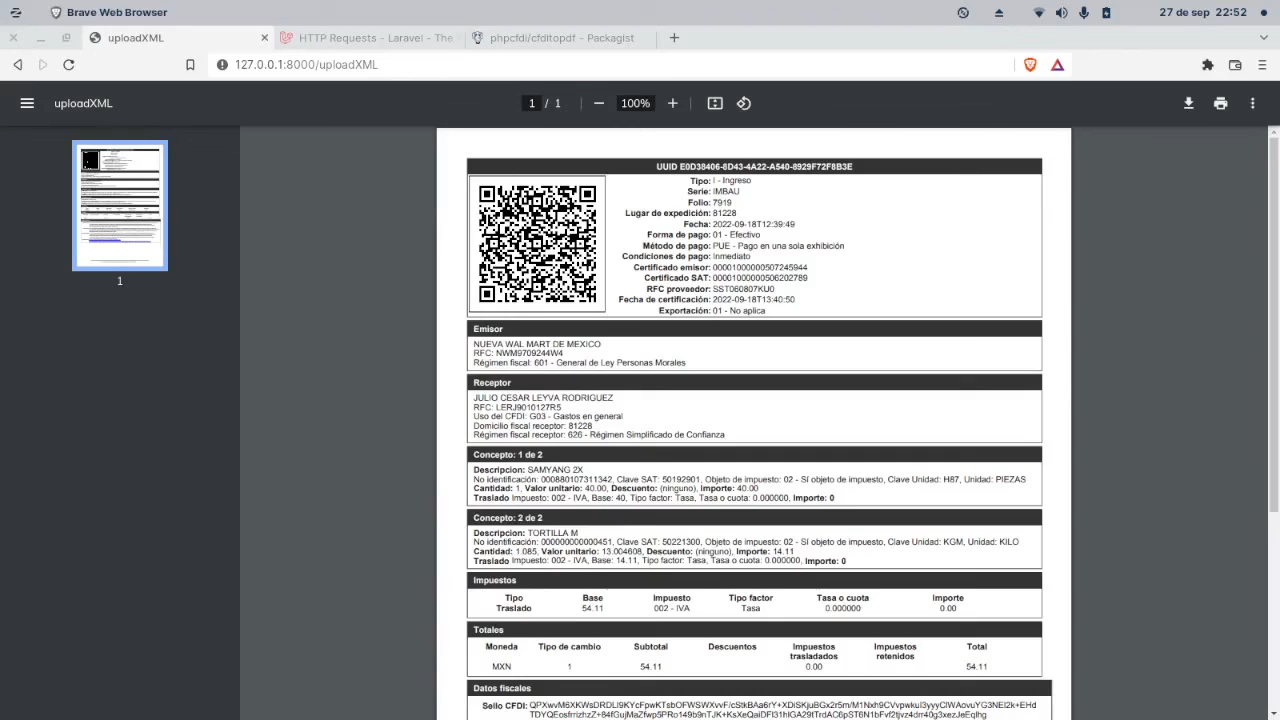 Brave Web Browser
27 de sep 22:52
uploadXML
HTTP Requests - Laravel - The
phpcfdi/cfditopdf - Packagist
127.0.0.1:8000/uploadXML
uploadXML
1 / 1
100%
1
UUID E0D38406-8D43-4A22-A540-8929F72F8B3E
Tipo: I - Ingreso
Serie: IMBAU
Folio: 7919
Lugar de expedición: 81228
Fecha: 2022-09-18T12:39:49
Forma de pago: 01 - Efectivo
Método de pago: PUE - Pago en una sola exhibición
Condiciones de pago: Inmediato
Certificado emisor: 00001000000507245944
Certificado SAT: 00001000000506202789
RFC proveedor: SST060807KU0
Fecha de certificación: 2022-09-18T13:40:50
Exportación: 01 - No aplica
Emisor
NUEVA WAL MART DE MEXICO
RFC: NWM9709244W4
Régimen fiscal: 601 - General de Ley Personas Morales
Receptor
JULIO CESAR LEYVA RODRIGUEZ
RFC: LERJ9010127R5
Uso del CFDI: G03 - Gastos en general
Domicilio fiscal receptor: 81228
Régimen fiscal receptor: 626 - Régimen Simplificado de Confianza
Concepto: 1 de 2
Descripcion: SAMYANG 2X
No identificación: 000880107311342, Clave SAT: 50192901, Objeto de impuesto: 02 - Sí objeto de impuesto, Clave Unidad: H87, Unidad: PIEZAS
Cantidad: 1, Valor unitario: 40.00, Descuento: (ninguno), Importe: 40.00
Traslado Impuesto: 002 - IVA, Base: 40, Tipo factor: Tasa, Tasa o cuota: 0.000000, Importe: 0
Concepto: 2 de 2
Descripcion: TORTILLA M
No identificación: 000000000000451, Clave SAT: 50221300, Objeto de impuesto: 02 - Sí objeto de impuesto, Clave Unidad: KGM, Unidad: KILO
Cantidad: 1.085, Valor unitario: 13.004608, Descuento: (ninguno), Importe: 14.11
Traslado Impuesto: 002 - IVA, Base: 14.11, Tipo factor: Tasa, Tasa o cuota: 0.000000, Importe: 0
Impuestos
Tipo Base Impuesto Tipo factor Tasa o cuota Importe
Traslado 54.11 002 - IVA Tasa 0.000000 0.00
Totales
Moneda Tipo de cambio Subtotal Descuentos Impuestos trasladados Impuestos retenidos Total
MXN 1 54.11 0.00 54.11
Datos fiscales
Sello CFDI: